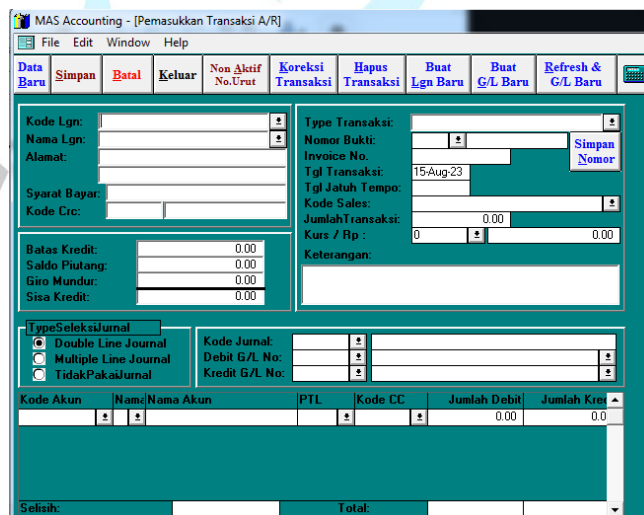 MAS Accounting - [Pemasukkan Transaksi A/R]
File Edit Window Help
Data Baru Simpan Batal Keluar Non Aktif No.Urut Koreksi Transaksi Hapus Transaksi Buat Lgn Baru Buat G/L Baru Refresh & G/L Baru
Kode Lgn:
Nama Lgn:
Alamat:
Syarat Bayar:
Kode Crc:
Type Transaksi:
Nomor Bukti:
Simpan Nomor
Invoice No.
Tgl Transaksi: 15-Aug-23
Tgl Jatuh Tempo:
Kode Sales:
JumlahTransaksi: 0.00
Kurs / Rp : 0 0.00
Keterangan:
Batas Kredit: 0.00
Saldo Piutang: 0.00
Giro Mundur: 0.00
Sisa Kredit: 0.00
TypeSeleksiJurnal
Double Line Journal
Multiple Line Journal
TidakPakaiJurnal
Kode Jurnal:
Debit G/L No:
Kredit G/L No:
Kode Akun Nama Nama Akun PTL Kode CC Jumlah Debit Jumlah Kred
0.00 0.0
Selisih: Total: